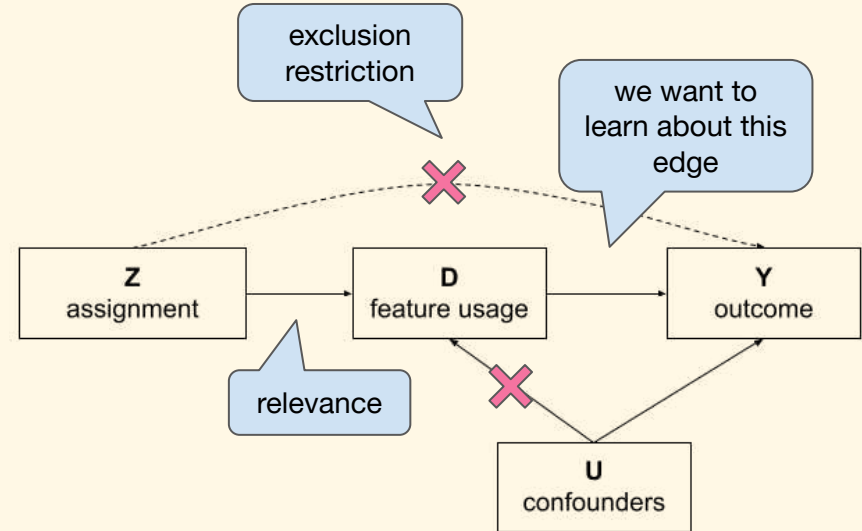 exclusion
restriction
we want to
learn about this
edge
Z
assignment
D
feature usage
Y
outcome
relevance
U
confounders